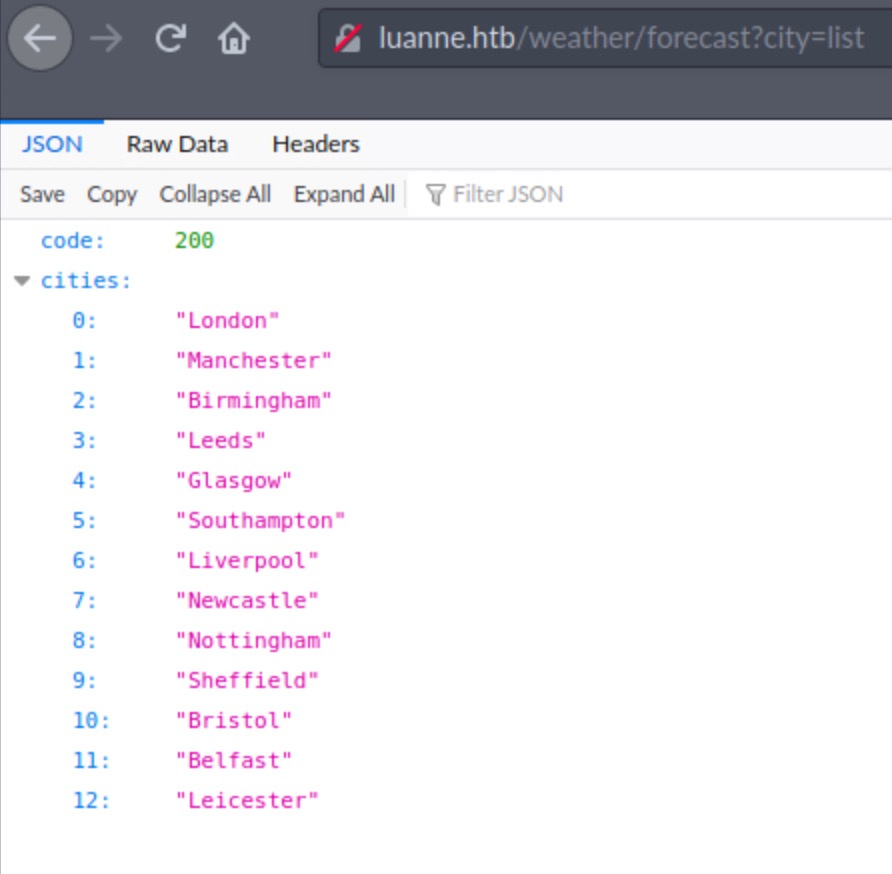 luanne.htb/weather/forecast?city=list
JSON Raw Data Headers
Save Copy Collapse All Expand All Filter JSON
code: 200
cities:
0: "London"
1: "Manchester"
2: "Birmingham"
3: "Leeds"
4: "Glasgow"
5: "Southampton"
6: "Liverpool"
7: "Newcastle"
8: "Nottingham"
9: "Sheffield"
10: "Bristol"
11: "Belfast"
12: "Leicester"